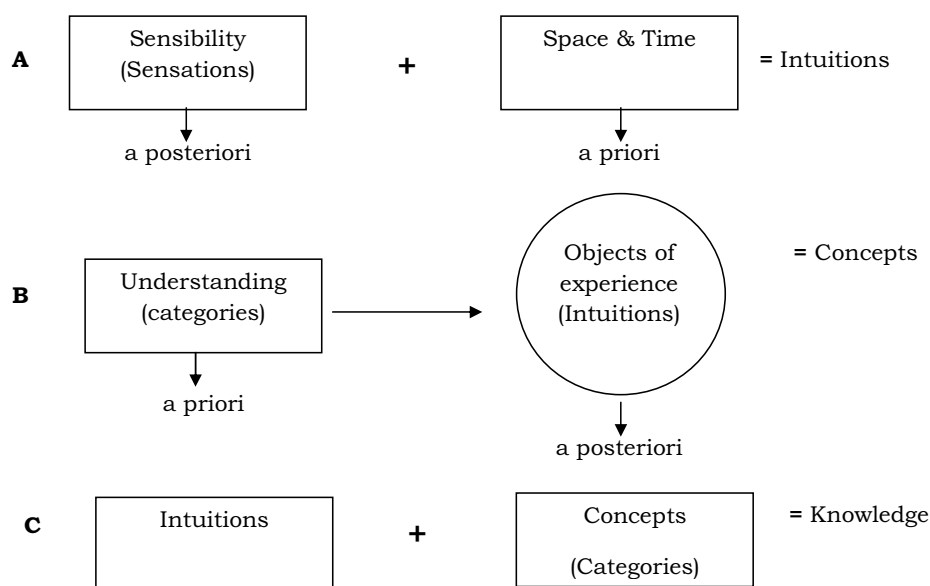 Sensibility
(Sensations)
Space & Time
A
+
= Intuitions
a posteriori
a priori
Objects of
experience
(Intuitions)
= Concepts
Understanding
(categories)
B
a priori
a posteriori
C
Intuitions
+
Concepts
(Categories)
= Knowledge